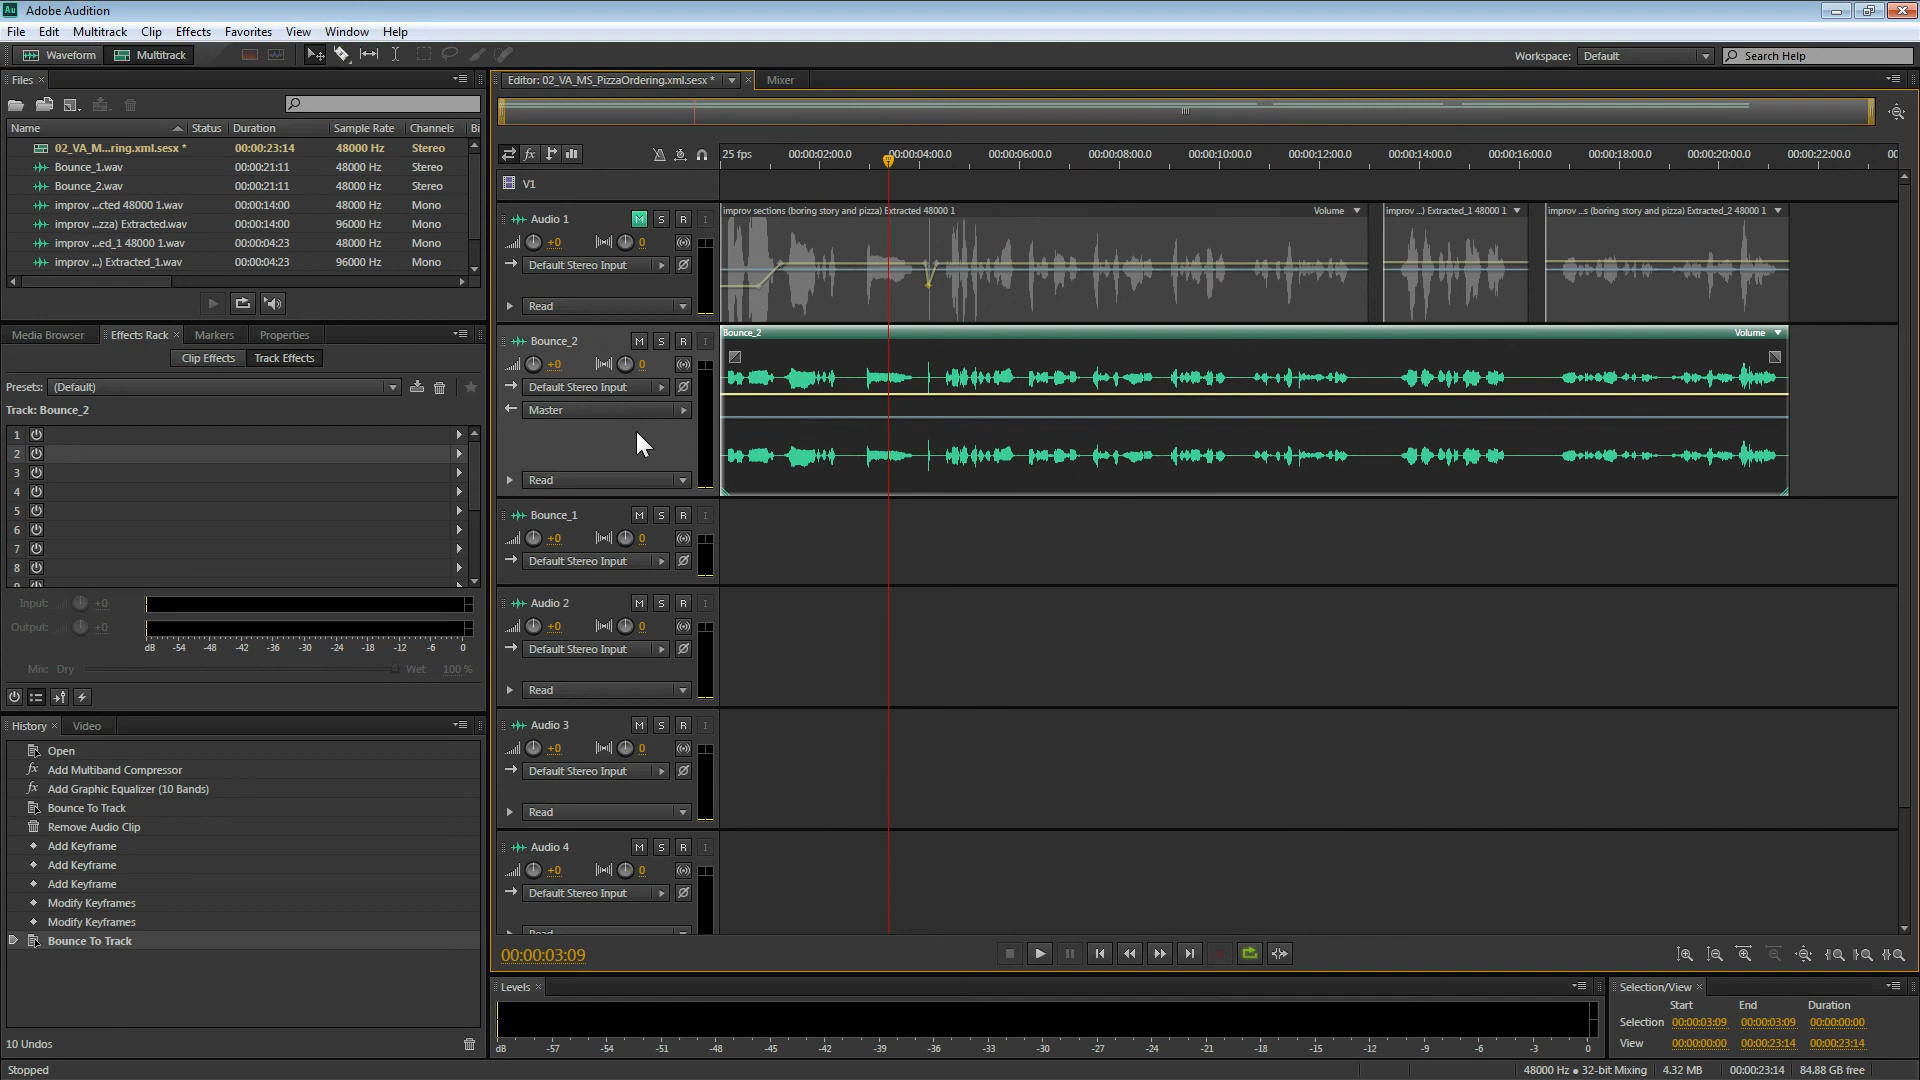 Au Adobe Audition
File Edit Multitrack Clip Effects Favorites View Window Help
Waveform Multitrack Workspace: Default Search Help
Files
Name Status Duration Sample Rate Channels Bi
02_VA_M...ring.xml.sesx * 00:00:23:14 48000 Hz Stereo
Bounce_1.wav 00:00:21:11 48000 Hz Stereo
Bounce_2.wav 00:00:21:11 48000 Hz Stereo
improv ...cted 48000 1.wav 00:00:14:00 48000 Hz Mono
improv ...zza) Extracted.wav 00:00:14:00 96000 Hz Mono
improv ...ed_1 48000 1.wav 00:00:04:23 48000 Hz Mono
improv ...) Extracted_1.wav 00:00:04:23 96000 Hz Mono
Media Browser Effects Rack Markers Properties
Clip Effects Track Effects
Presets: (Default)
Track: Bounce_2
1
2
3
4
5
6
7
8
9
Input: +0
Output: +0
dB -54 -48 -42 -36 -30 -24 -18 -12 -6 0
Mix: Dry Wet 100 %
History Video
Open
fx Add Multiband Compressor
fx Add Graphic Equalizer (10 Bands)
Bounce To Track
Remove Audio Clip
Add Keyframe
Add Keyframe
Add Keyframe
Modify Keyframes
Modify Keyframes
Bounce To Track
10 Undos
Stopped
Editor: 02_VA_MS_PizzaOrdering.xml.sesx * Mixer
fx 25 fps 00:00:02:00.0 00:00:04:00.0 00:00:06:00.0 00:00:08:00.0 00:00:10:00.0 00:00:12:00.0 00:00:14:00.0 00:00:16:00.0 00:00:18:00.0 00:00:20:00.0 00:00:22:00.0 00
V1
Audio 1 M S R I
+0 0
Default Stereo Input
Read
improv sections (boring story and pizza) Extracted 48000 1 Volume
improv ...) Extracted_1 48000 1
improv ...s (boring story and pizza) Extracted_2 48000 1
Bounce_2 M S R I
+0 0
Default Stereo Input
Master
Read
Bounce_2 Volume
Bounce_1 M S R I
+0 0
Default Stereo Input
Audio 2 M S R I
+0 0
Default Stereo Input
Read
Audio 3 M S R I
+0 0
Default Stereo Input
Read
Audio 4 M S R I
+0 0
Default Stereo Input
Read
00:00:03:09
Levels
dB -57 -54 -51 -48 -45 -42 -39 -36 -33 -30 -27 -24 -21 -18 -15 -12 -9 -6 -3 0
Selection/View
Start End Duration
Selection 00:00:03:09 00:00:03:09 00:00:00:00
View 00:00:00:00 00:00:23:14 00:00:23:14
48000 Hz • 32-bit Mixing 4.32 MB 00:00:23:14 84.88 GB free